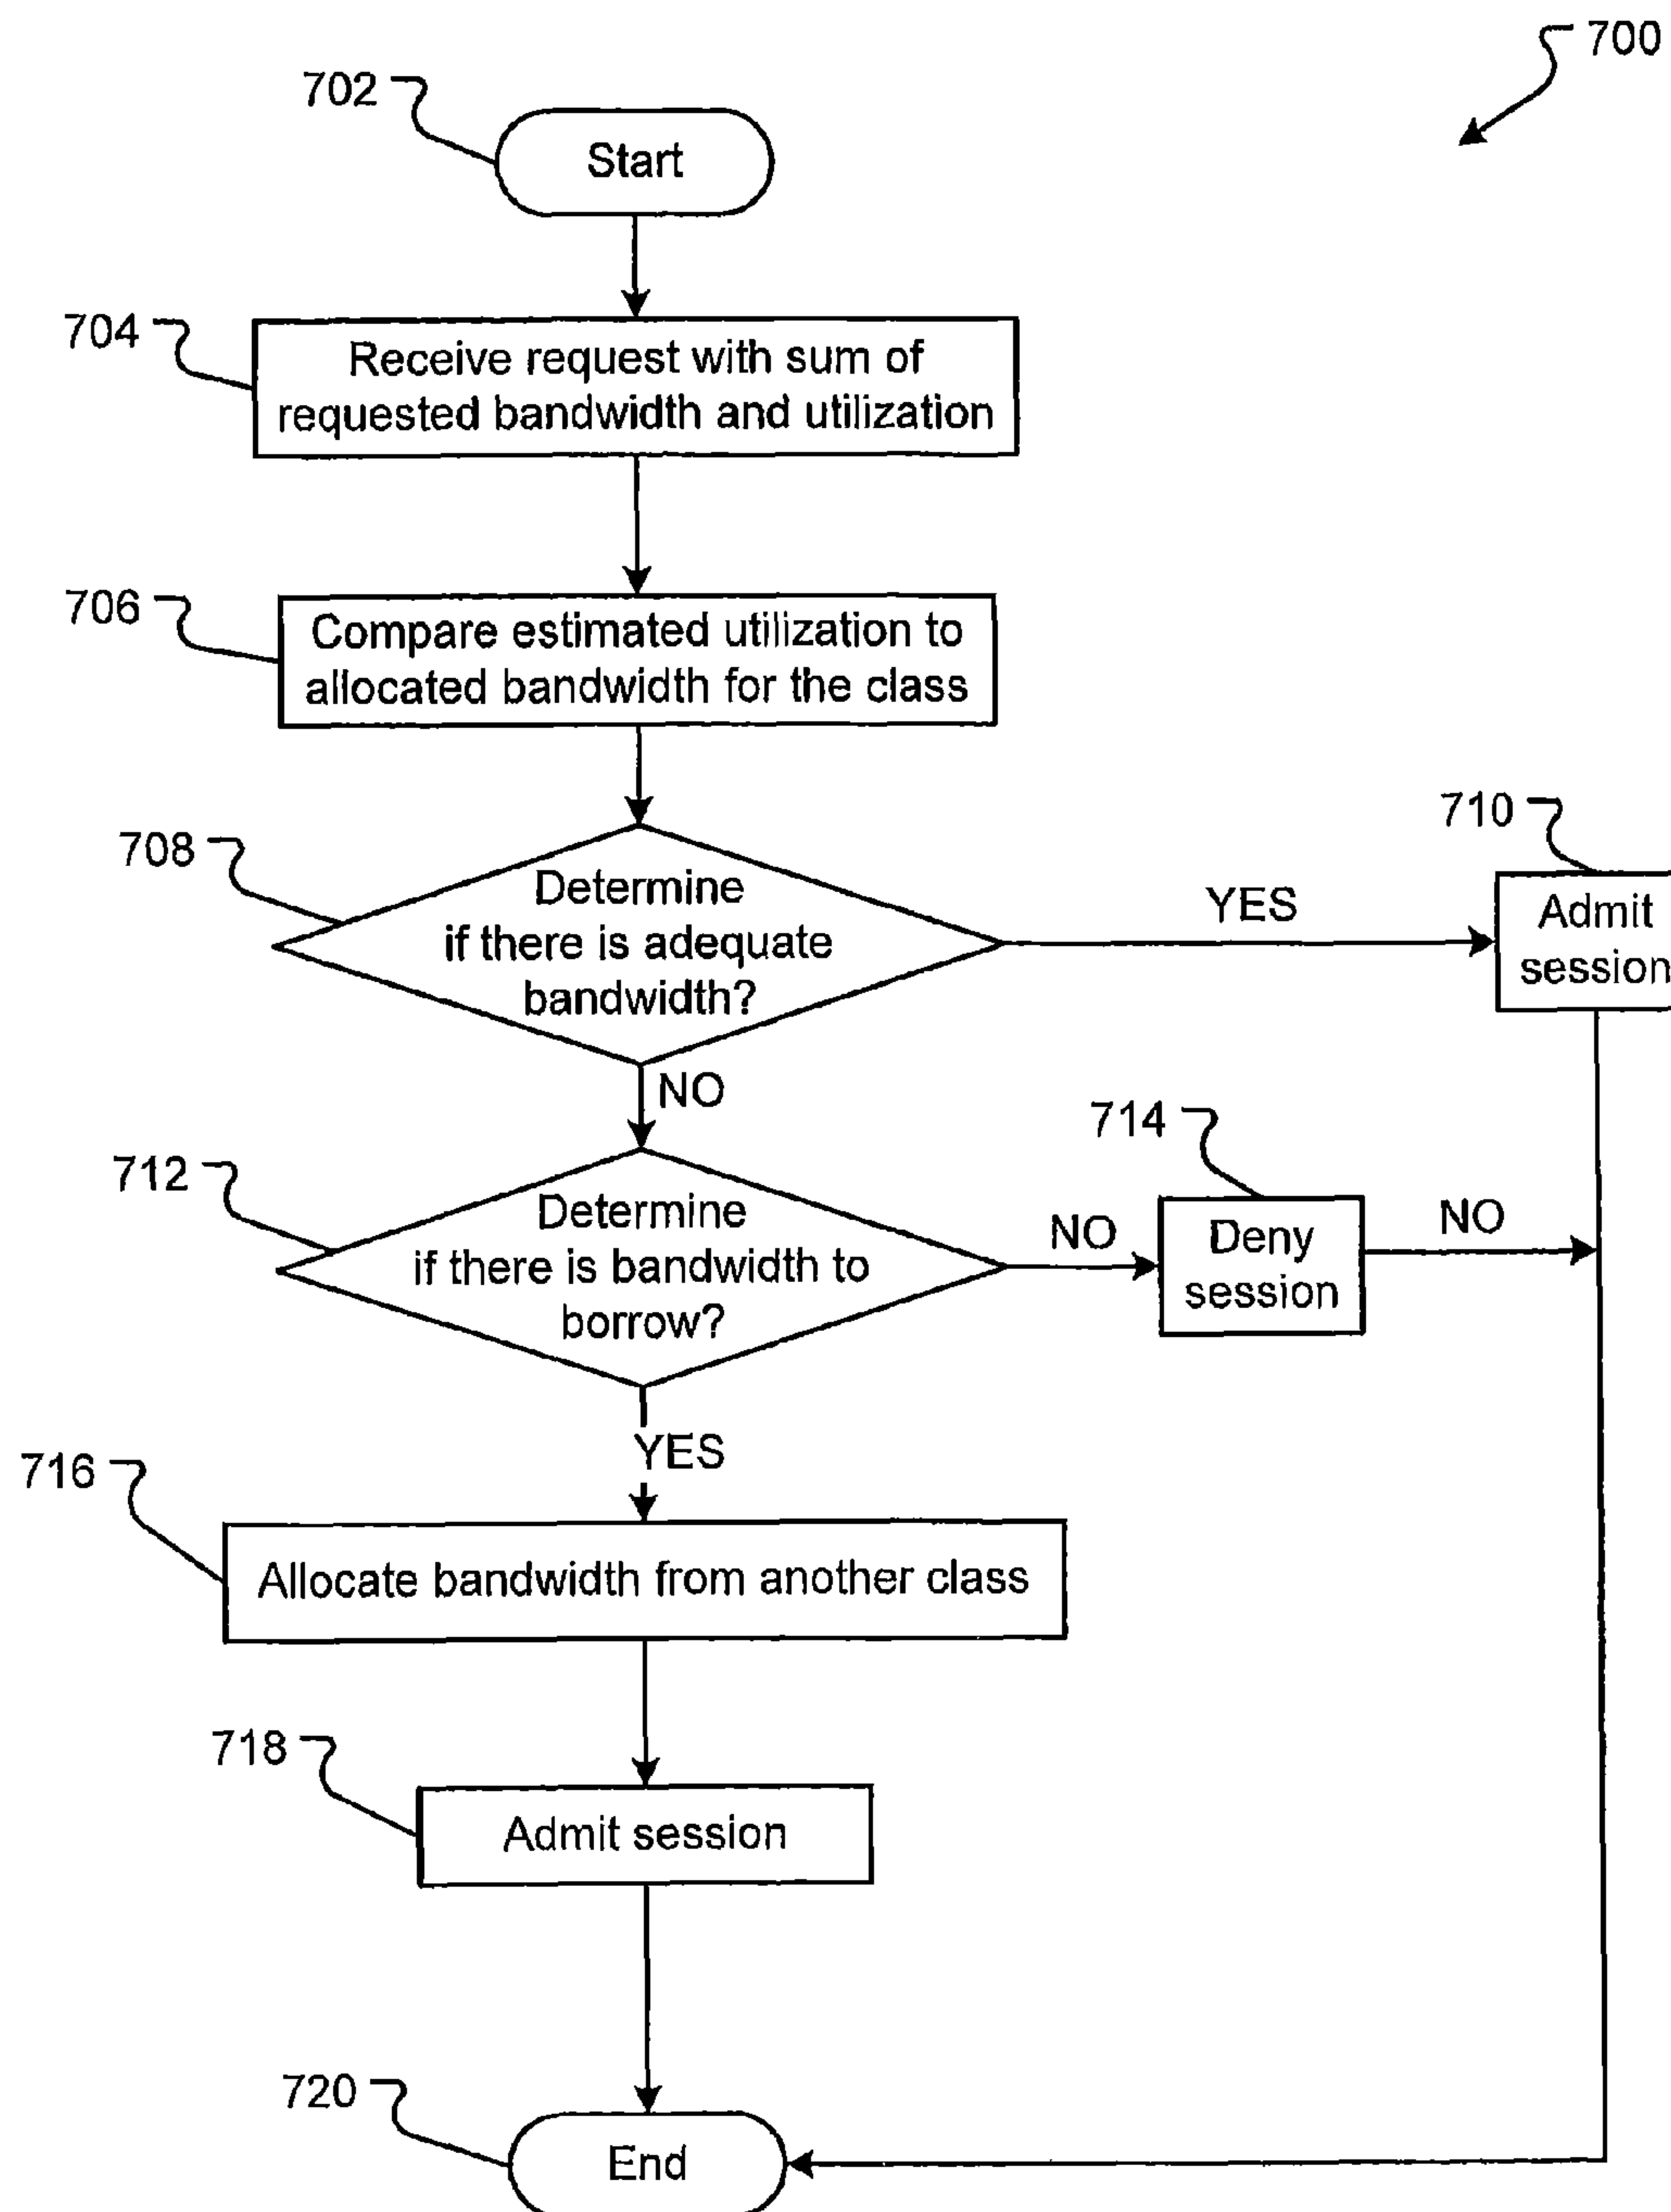 700
702
Start
704
Receive request with sum of
requested bandwidth and utilization
706
Compare estimated utilization to
allocated bandwidth for the class
708
Determine
if there is adequate
bandwidth?
YES
710
Admit
session
NO
712
Determine
if there is bandwidth to
borrow?
NO
714
Deny
session
NO
YES
716
Allocate bandwidth from another class
718
Admit session
720
End